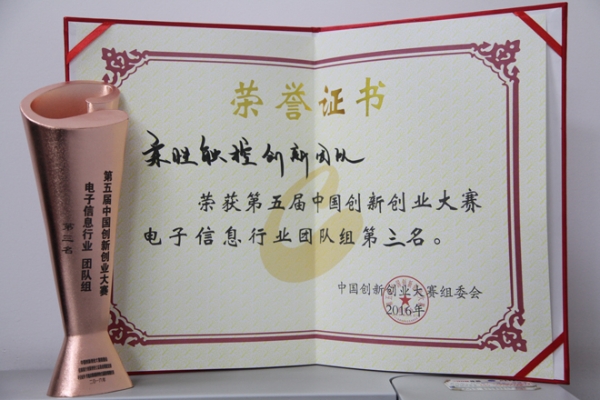 荣誉证书
柔胜触控创新团队
荣获第五届中国创新创业大赛
电子信息行业团队组第三名。
中国创新创业大赛组委会
2016年
第五届中国创新创业大赛
电子信息行业 团队组
第三名